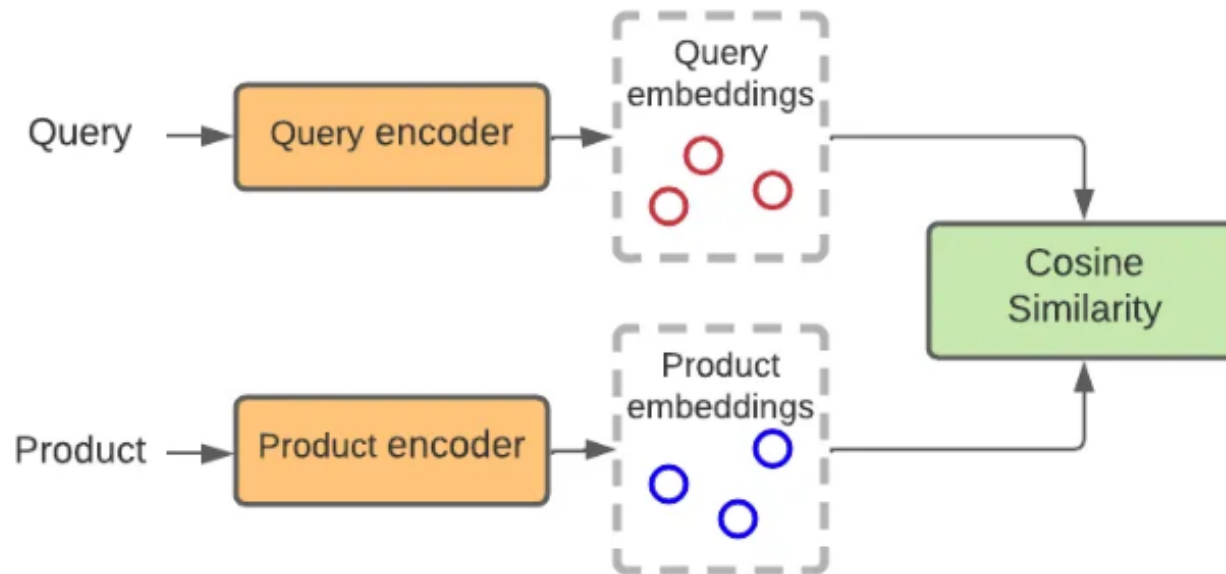 Query
Query encoder
Query
embeddings
Cosine
Similarity
Product
Product encoder
Product
embeddings